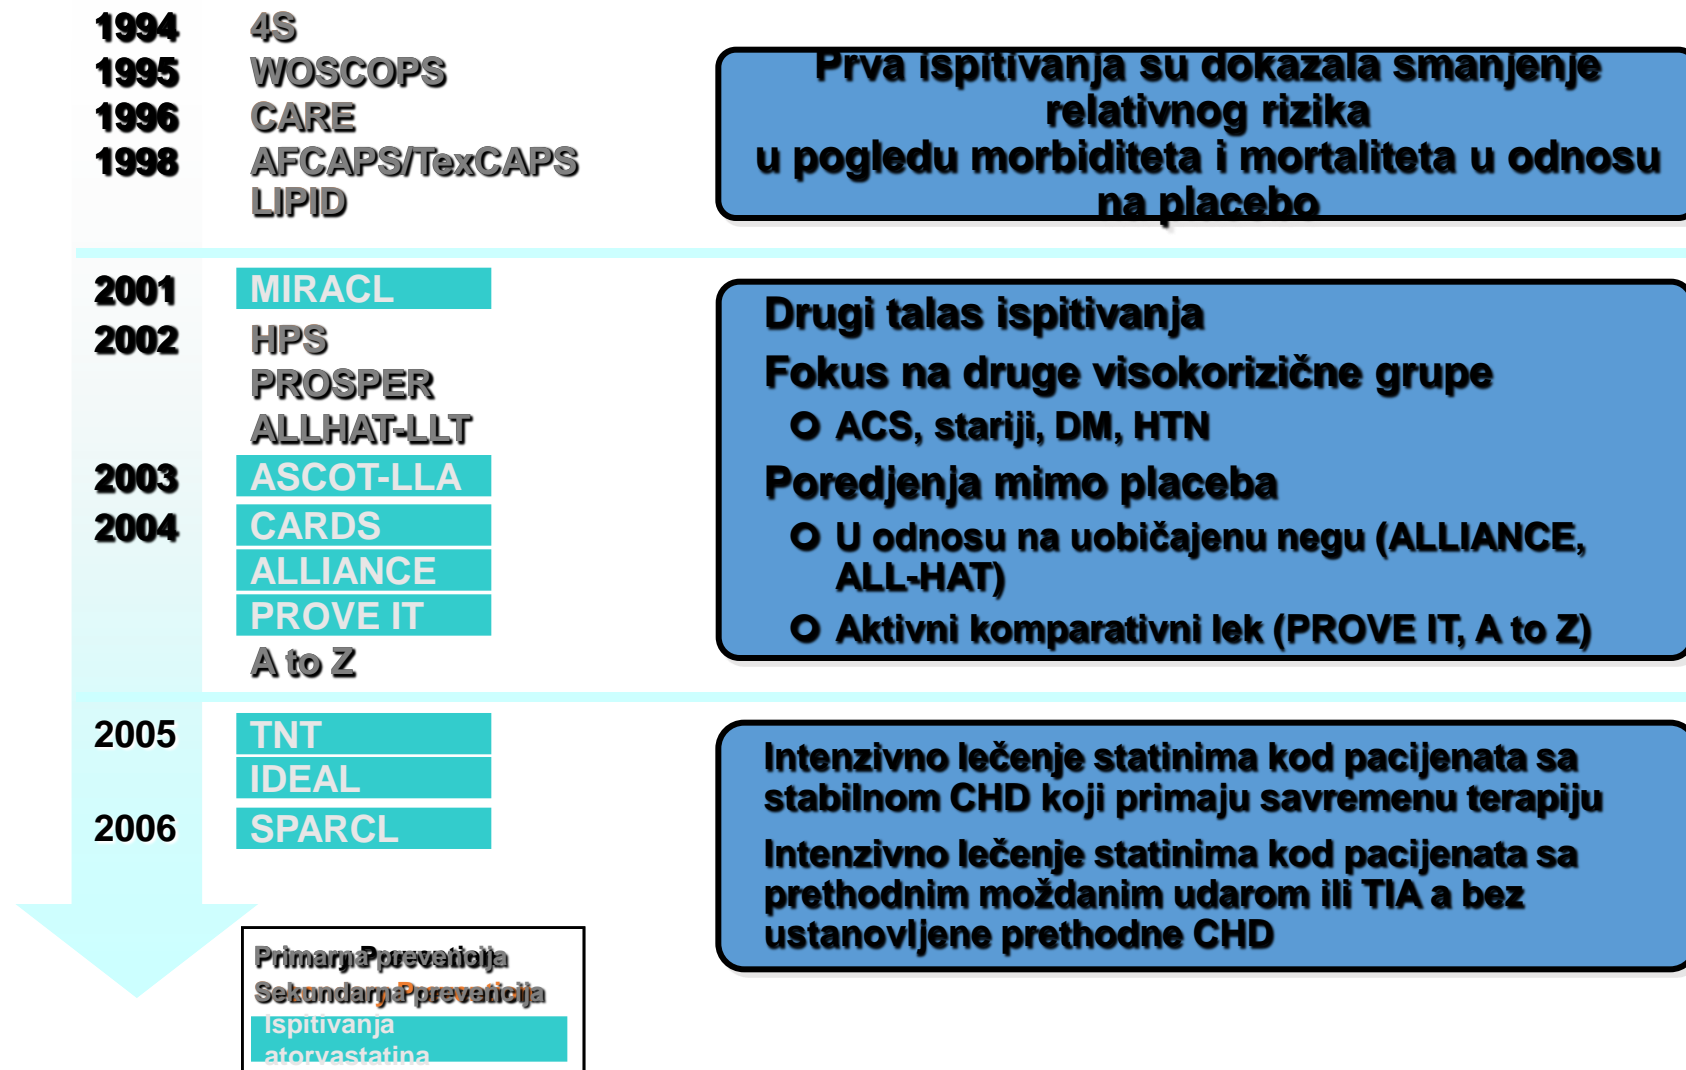 1994 4S
1995 WOSCOPS
1996 CARE
1998 AFCAPS/TexCAPS
LIPID
Prva ispitivanja su dokazala smanjenje
relativnog rizika
u pogledu morbiditeta i mortaliteta u odnosu
na placebo
2001 MIRACL
2002 HPS
PROSPER
ALLHAT-LLT
2003 ASCOT-LLA
2004 CARDS
ALLIANCE
PROVE IT
A to Z
Drugi talas ispitivanja
Fokus na druge visokorizične grupe
ACS, stariji, DM, HTN
Poredjenja mimo placeba
U odnosu na uobičajenu negu (ALLIANCE,
ALL-HAT)
Aktivni komparativni lek (PROVE IT, A to Z)
2005 TNT
IDEAL
2006 SPARCL
Intenzivno lečenje statinima kod pacijenata sa
stabilnom CHD koji primaju savremenu terapiju
Intenzivno lečenje statinima kod pacijenata sa
prethodnim moždanim udarom ili TIA a bez
ustanovljene prethodne CHD
Primarna prevencija
Sekundarna prevencija
Ispitivanja
atorvastatina